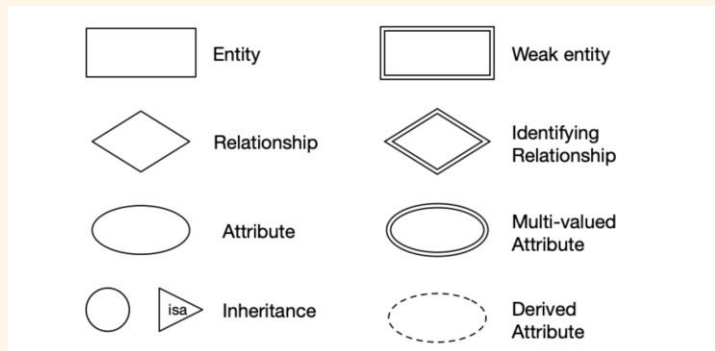 Entity
Weak entity
Relationship
Identifying
Relationship
Attribute
Multi-valued
Attribute
isa
Inheritance
Derived
Attribute